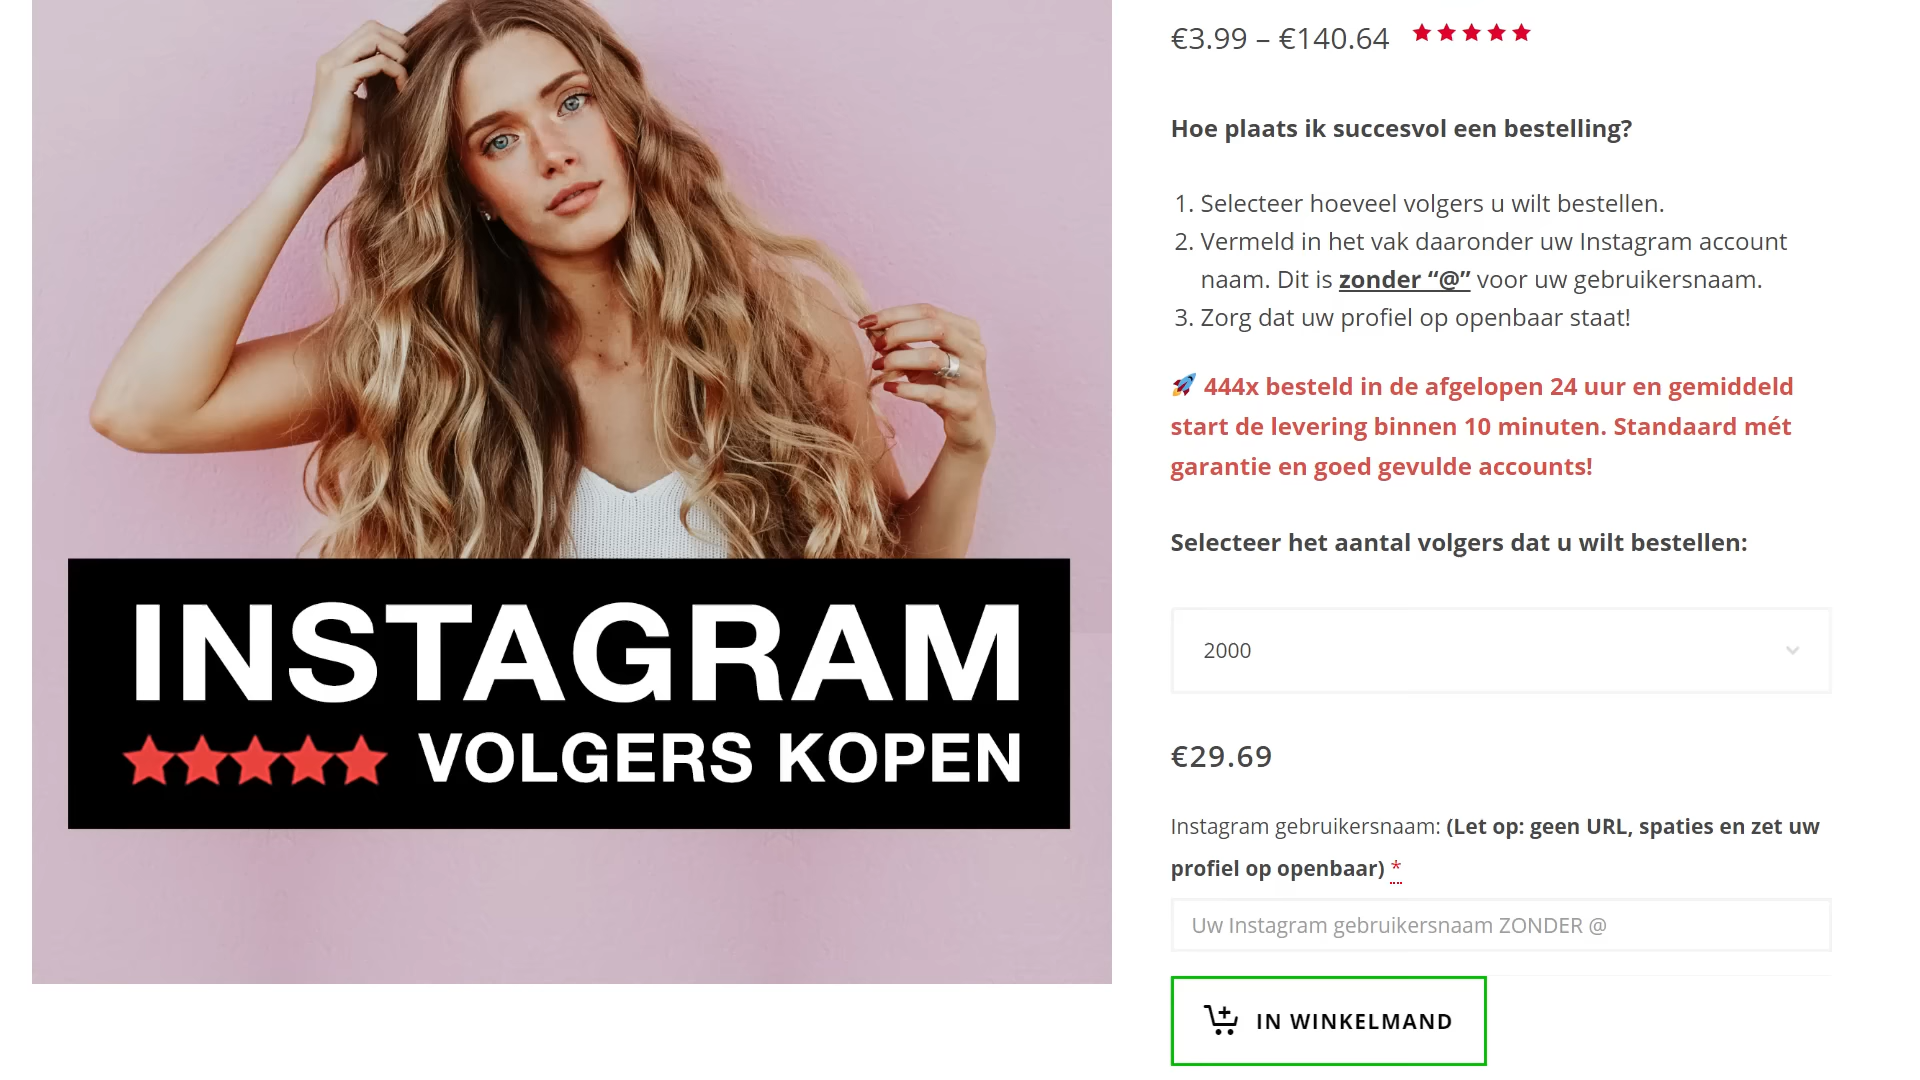 €3.99 – €140.64
Hoe plaats ik succesvol een bestelling?
1. Selecteer hoeveel volgers u wilt bestellen.
2. Vermeld in het vak daaronder uw Instagram account
naam. Dit is zonder “@” voor uw gebruikersnaam.
3. Zorg dat uw profiel op openbaar staat!
🚀 444x besteld in de afgelopen 24 uur en gemiddeld
start de levering binnen 10 minuten. Standaard mét
garantie en goed gevulde accounts!
Selecteer het aantal volgers dat u wilt bestellen:
2000
€29.69
Instagram gebruikersnaam: (Let op: geen URL, spaties en zet uw
profiel op openbaar) *
Uw Instagram gebruikersnaam ZONDER @
IN WINKELMAND
INSTAGRAM
VOLGERS KOPEN